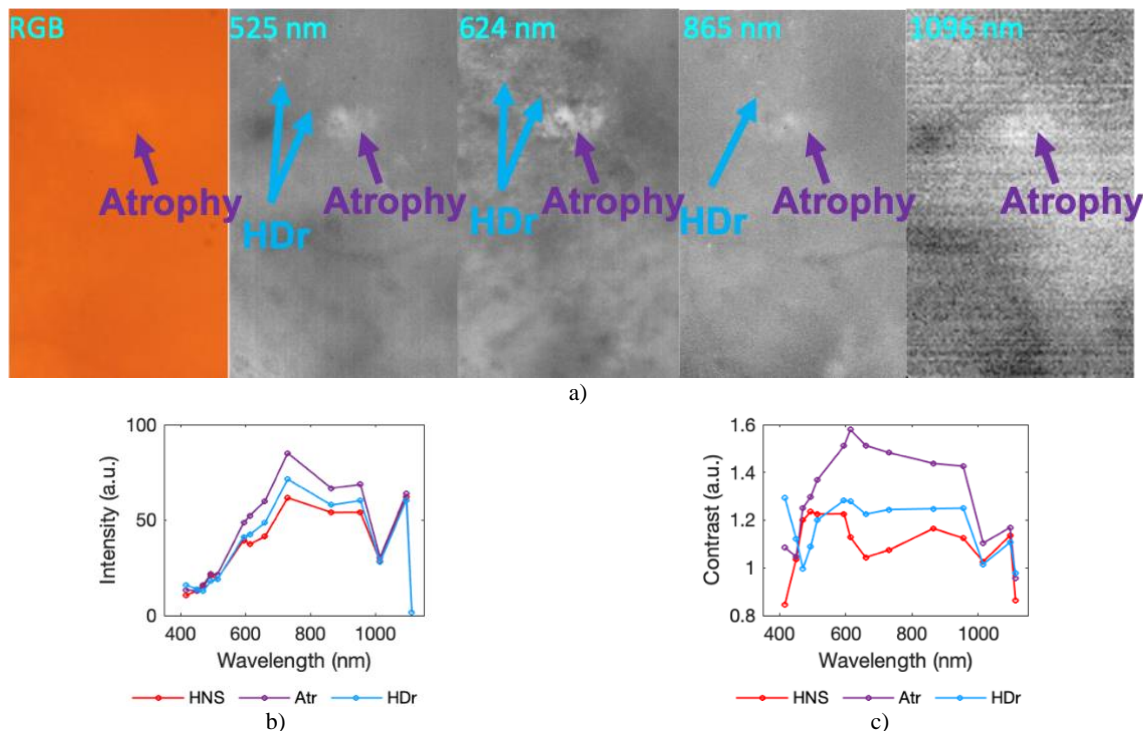 RGB 525 nm 624 nm 865 nm 1096 nm
Atrophy Atrophy Atrophy Atrophy Atrophy
HDr HDr HDr
a)
100
50
0
Intensity (a.u.)
400 600 800 1000
Wavelength (nm)
HNS Atr HDr
b)
1.6
1.4
1.2
1
0.8
Contrast (a.u.)
400 600 800 1000
Wavelength (nm)
HNS Atr HDr
c)